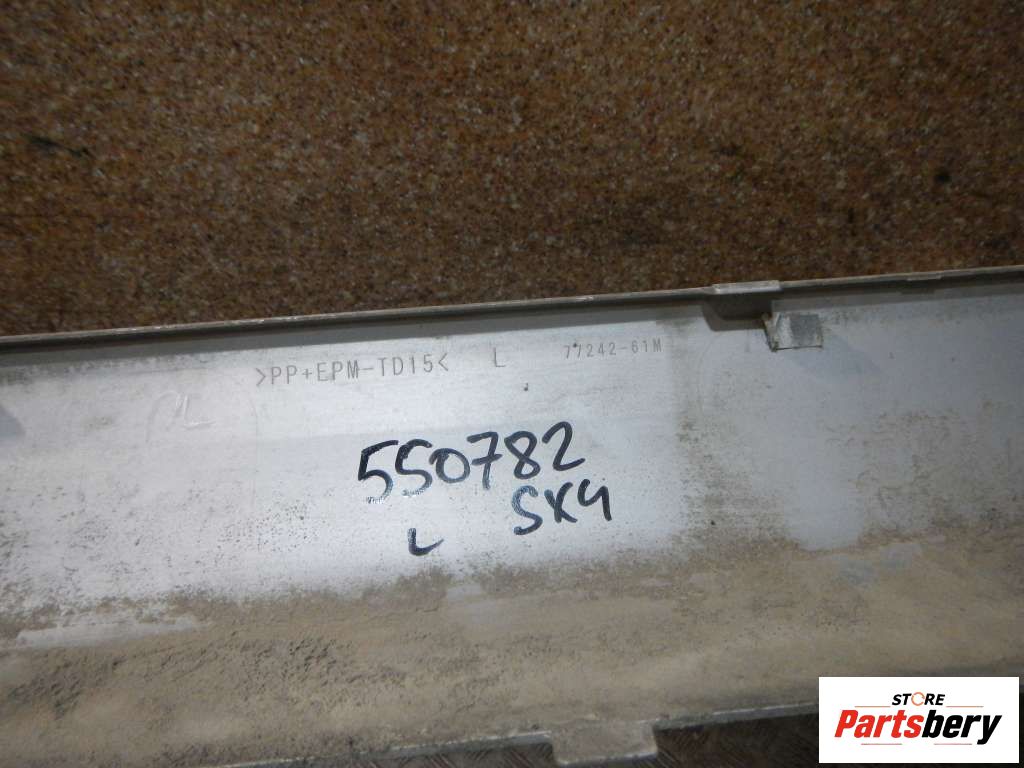 >PP+EPM-TD15< L 77242-61M
550782
L SX4
STORE
Partsbery